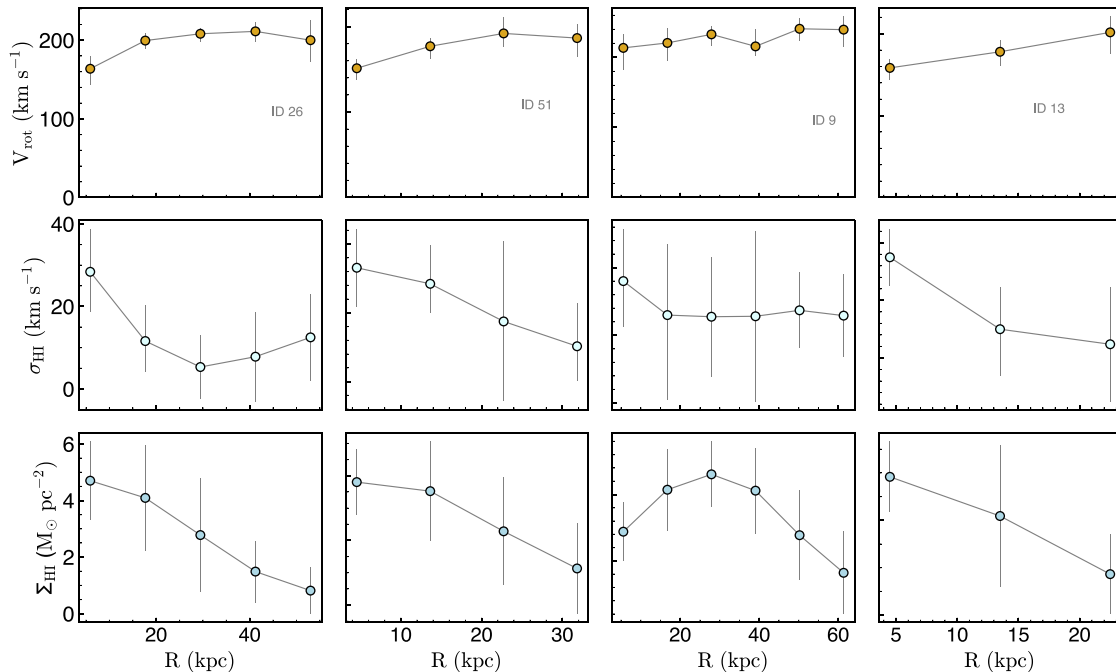 200
100
0
V_rot (km s⁻¹)
ID 26
ID 51
ID 9
ID 13
40
20
0
σ_HI (km s⁻¹)
6
4
2
0
Σ_HI (M_⊙ pc⁻²)
20 40
10 20 30
20 40 60
5 10 15 20
R (kpc) R (kpc) R (kpc) R (kpc)